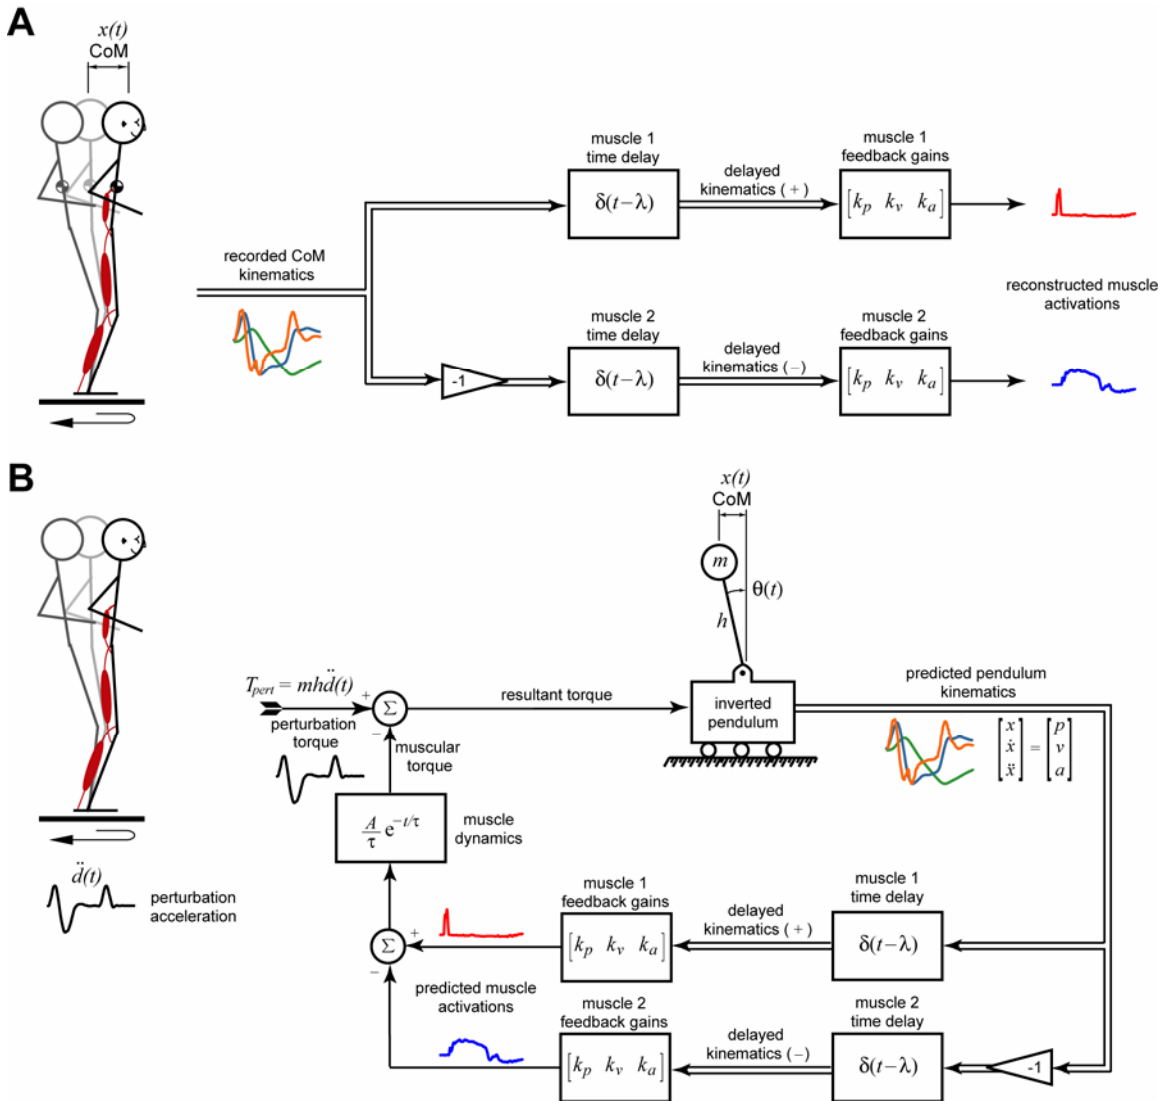 A
x(t)
CoM
recorded CoM
kinematics
-1
muscle 1
time delay
δ(t−λ)
delayed
kinematics (+)
muscle 1
feedback gains
[kp kv ka]
muscle 2
time delay
δ(t−λ)
delayed
kinematics (−)
muscle 2
feedback gains
[kp kv ka]
reconstructed muscle
activations
B
d̈(t)
perturbation
acceleration
Tpert = mhd̈(t)
perturbation
torque
+
Σ
−
muscular
torque
resultant torque
x(t)
CoM
m
θ(t)
h
inverted
pendulum
predicted pendulum
kinematics
[x ẋ ẍ] = [p v a]
A/τ e−t/τ
muscle
dynamics
Σ
+
−
predicted muscle
activations
muscle 1
feedback gains
[kp kv ka]
delayed
kinematics (+)
muscle 1
time delay
δ(t−λ)
muscle 2
feedback gains
[kp kv ka]
delayed
kinematics (−)
muscle 2
time delay
δ(t−λ)
-1